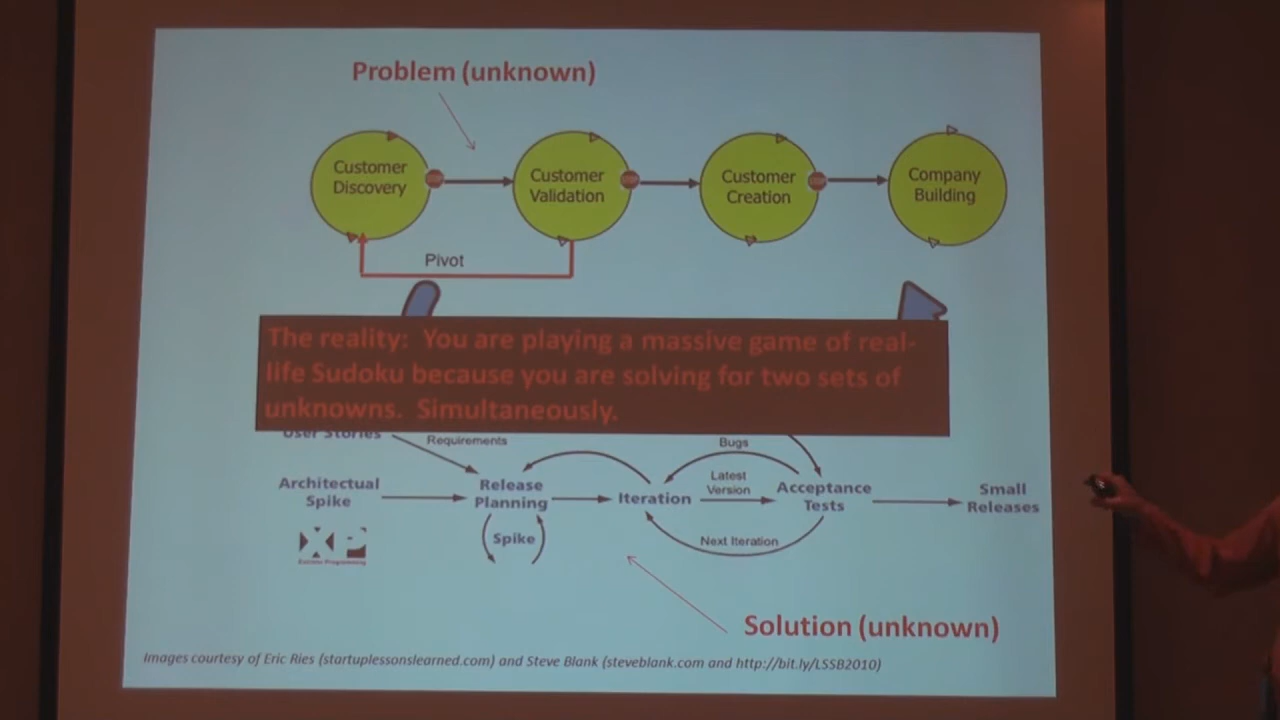 Problem (unknown)
Customer
Discovery
Customer
Validation
Customer
Creation
Company
Building
Pivot
The reality: You are playing a massive game of real-
life Sudoku because you are solving for two sets of
unknowns. Simultaneously.
User Stories
Requirements
Bugs
Architectual
Spike
Release
Planning
Iteration
Latest
Version
Acceptance
Tests
Small
Releases
Spike
Next Iteration
XP
Extreme Programming
Solution (unknown)
Images courtesy of Eric Ries (startuplessonslearned.com) and Steve Blank (steveblank.com and http://bit.ly/LSSB2010)